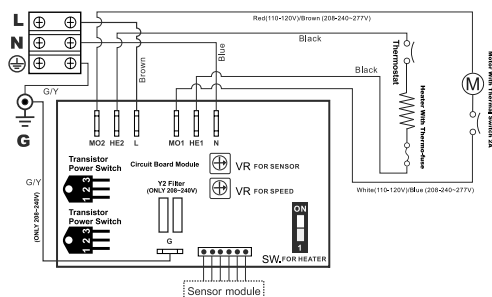 L
N
G
G/Y
G/Y
(ONLY 208~240V)
Brown
Blue
Red(110-120V)/Brown (208-240~277V)
Black
Black
Thermostat
Heater With Thermo-fuse
Motor With Thermal Switch 2A
M
White(110-120V)/Blue (208-240~277V)
MO2 HE2 L MO1 HE1 N
Circuit Board Module
Transistor
Power Switch
1 2 3
Transistor
Power Switch
1 2 3
Y2 Filter
(ONLY 208~240V)
G
VR FOR SENSOR
VR FOR SPEED
ON
1
SW. FOR HEATER
Sensor module